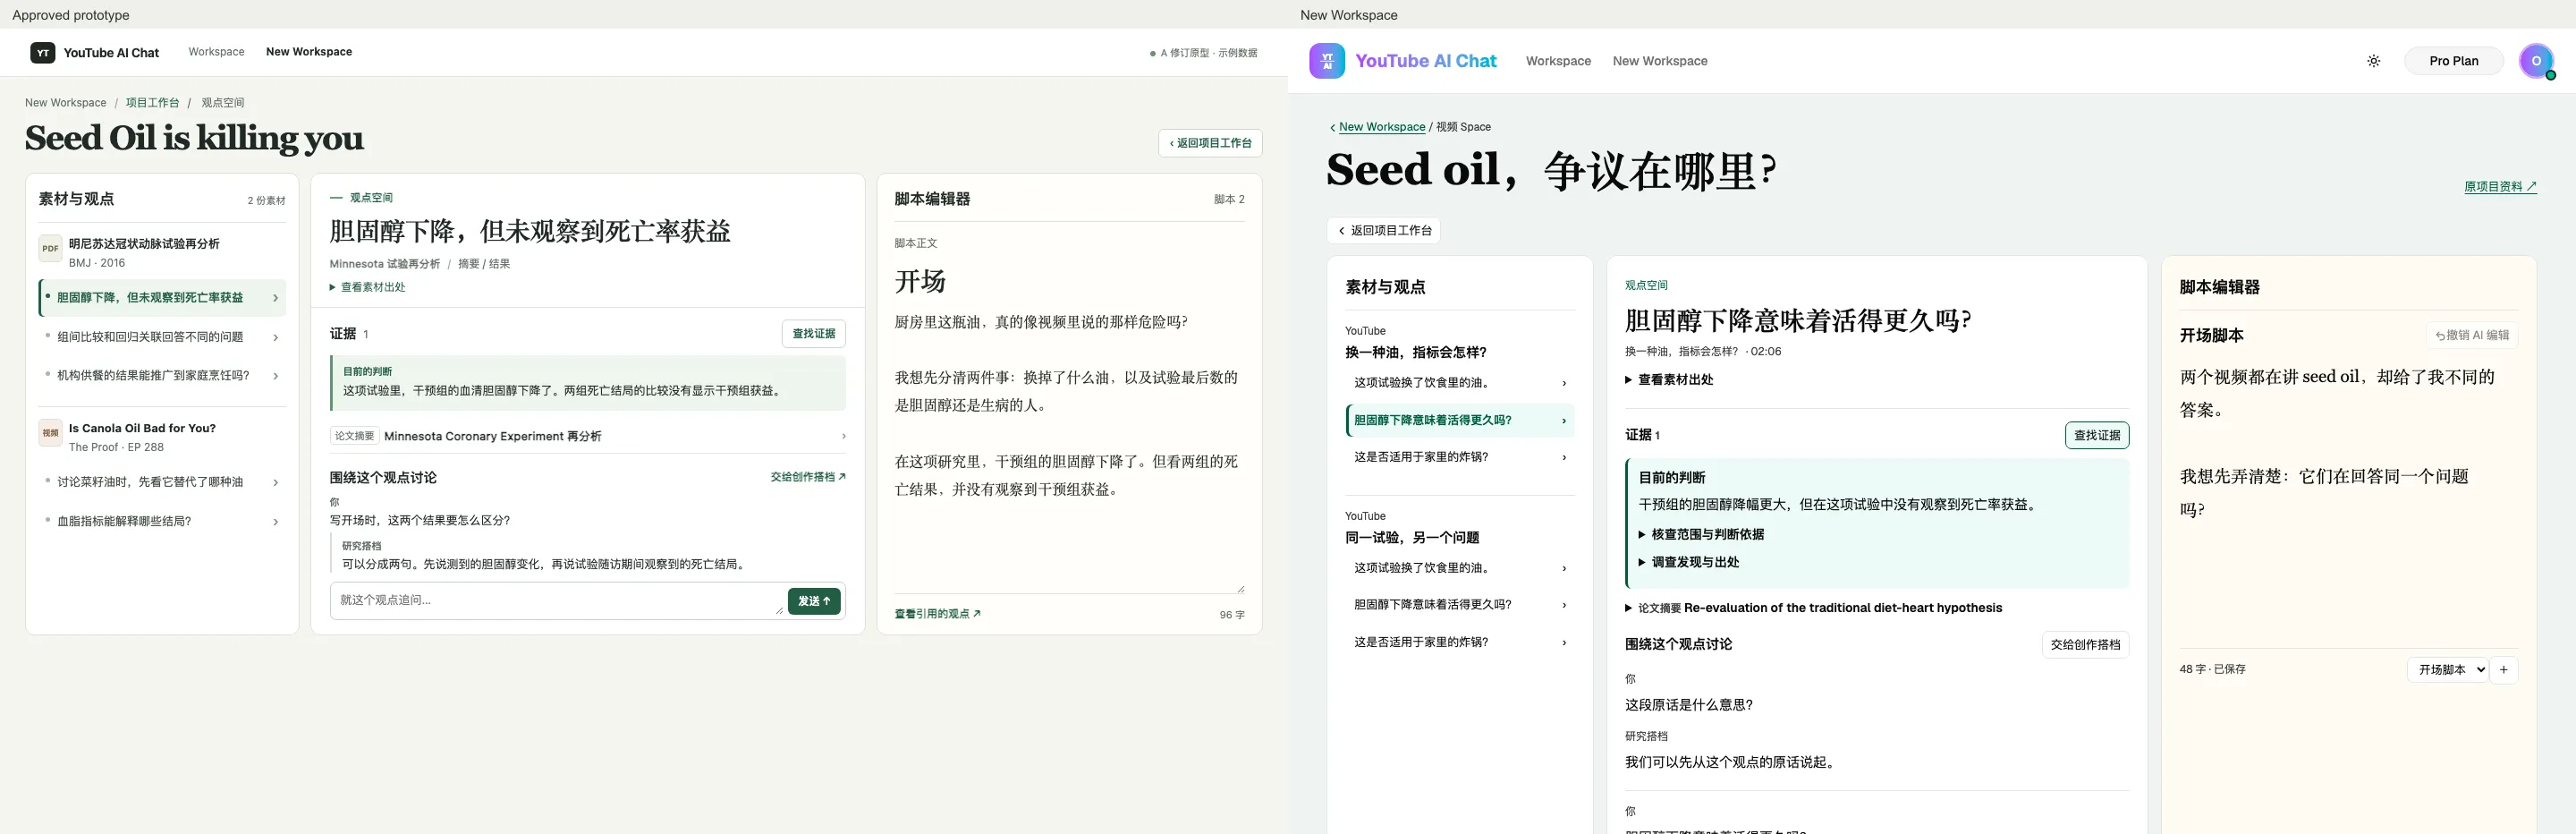 Approved prototype
YT YouTube AI Chat Workspace New Workspace
A 修订原型 · 示例数据
New Workspace / 项目工作台 / 观点空间
Seed Oil is killing you
‹ 返回项目工作台
素材与观点 2 份素材
PDF 明尼苏达冠状动脉试验再分析
BMJ · 2016
胆固醇下降，但未观察到死亡率获益 ›
组间比较和回归关联回答不同的问题 ›
机构供餐的结果能推广到家庭烹饪吗？ ›
视频 Is Canola Oil Bad for You?
The Proof · EP 288
讨论菜籽油时，先看它替代了哪种油 ›
血脂指标能解释哪些结局？ ›
— 观点空间
胆固醇下降，但未观察到死亡率获益
Minnesota 试验再分析 / 摘要 / 结果
▶ 查看素材出处
证据 1 查找证据
目前的判断
这项试验里，干预组的血清胆固醇下降了。两组死亡结局的比较没有显示干预组获益。
论文摘要 Minnesota Coronary Experiment 再分析 ›
围绕这个观点讨论 交给创作搭档 ↗
你
写开场时，这两个结果要怎么区分？
研究搭档
可以分成两句。先说测到的胆固醇变化，再说试验随访期间观察到的死亡结局。
就这个观点追问... 发送 ↑
脚本编辑器 脚本 2
脚本正文
开场
厨房里这瓶油，真的像视频里说的那样危险吗？
我想先分清两件事：换掉了什么油，以及试验最后数的
是胆固醇还是生病的人。
在这项研究里，干预组的胆固醇下降了。但看两组的死
亡结果，并没有观察到干预组获益。
查看引用的观点 ↗ 96 字
New Workspace
YT AI YouTube AI Chat Workspace New Workspace
Pro Plan O
‹ New Workspace / 视频 Space
Seed oil，争议在哪里？
原项目资料 ↗
‹ 返回项目工作台
素材与观点
YouTube
换一种油，指标会怎样？
这项试验换了饮食里的油。 ›
胆固醇下降意味着活得更久吗？ ›
这是否适用于家里的炸锅？ ›
YouTube
同一试验，另一个问题
这项试验换了饮食里的油。 ›
胆固醇下降意味着活得更久吗？ ›
这是否适用于家里的炸锅？ ›
观点空间
胆固醇下降意味着活得更久吗？
换一种油，指标会怎样？ · 02:06
▶ 查看素材出处
证据 1 查找证据
目前的判断
干预组的胆固醇降幅更大，但在这项试验中没有观察到死亡率获益。
▶ 核查范围与判断依据
▶ 调查发现与出处
▶ 论文摘要 Re-evaluation of the traditional diet-heart hypothesis
围绕这个观点讨论 交给创作搭档
你
这段原话是什么意思？
研究搭档
我们可以先从这个观点的原话说起。
你
脚本编辑器
开场脚本 撤销 AI 编辑
两个视频都在讲 seed oil，却给了我不同的
答案。
我想先弄清楚：它们在回答同一个问题
吗？
48 字 · 已保存 开场脚本 +